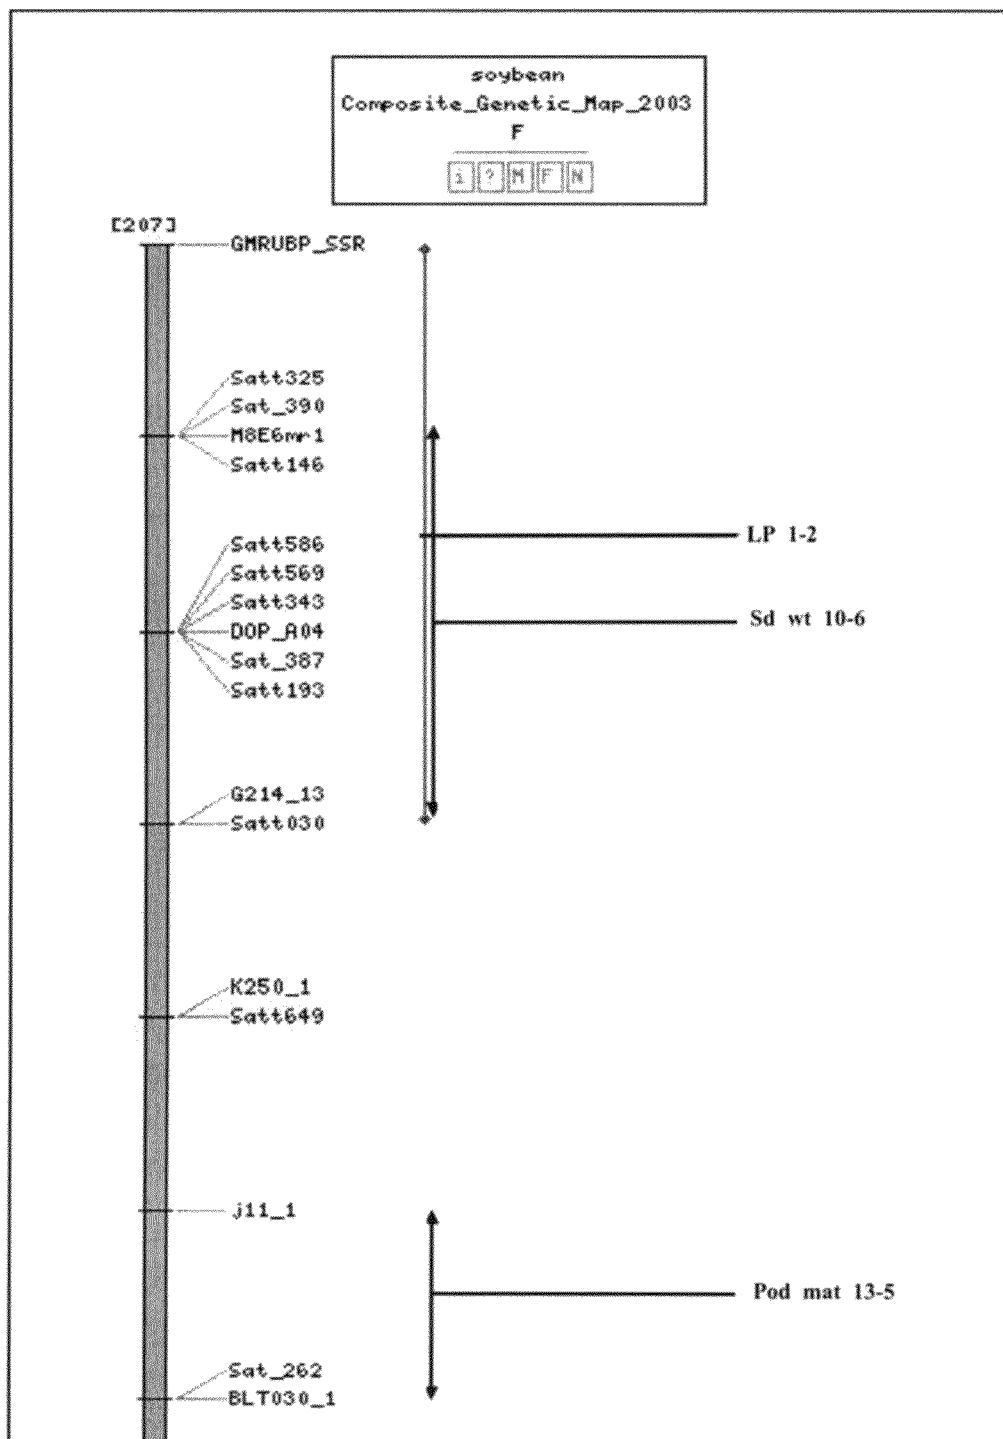 soybean
Composite_Genetic_Map_2003
F
i ? M F N
[207]
GMRUBP_SSR
Satt325
Sat_390
M8E6mr1
Satt146
Satt586
LP 1-2
Satt569
Satt343
Sd wt 10-6
DOP_A04
Sat_387
Satt193
G214_13
Satt030
K250_1
Satt649
j11_1
Pod mat 13-5
Sat_262
BLT030_1